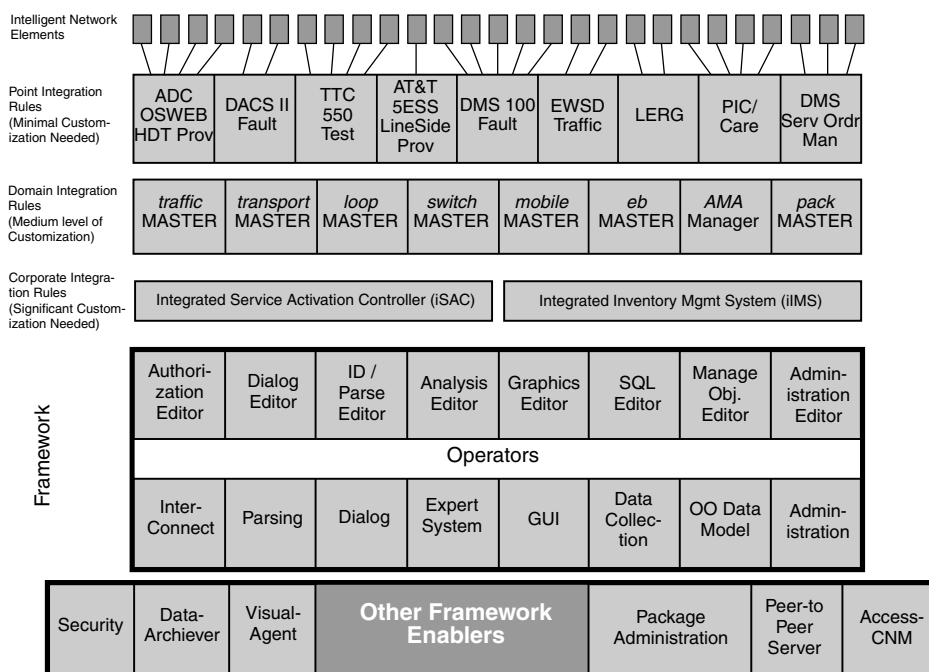 Intelligent Network
Elements
Point Integration
Rules
(Minimal Custom-
ization Needed)
ADC
OSWEB
HDT Prov
DACS II
Fault
TTC
550
Test
AT&T
5ESS
LineSide
Prov
DMS 100
Fault
EWSD
Traffic
LERG
PIC/
Care
DMS
Serv Ordr
Man
Domain Integration
Rules
(Medium level of
Customization)
traffic
MASTER
transport
MASTER
loop
MASTER
switch
MASTER
mobile
MASTER
eb
MASTER
AMA
Manager
pack
MASTER
Corporate Integra-
tion Rules
(Significant Custom-
ization Needed)
Integrated Service Activation Controller (iSAC)
Integrated Inventory Mgmt System (iIMS)
Framework
Authori-
zation
Editor
Dialog
Editor
ID /
Parse
Editor
Analysis
Editor
Graphics
Editor
SQL
Editor
Manage
Obj.
Editor
Admin-
istration
Editor
Operators
Inter-
Connect
Parsing
Dialog
Expert
System
GUI
Data
Collec-
tion
OO Data
Model
Admin-
istration
Security
Data-
Archiever
Visual-
Agent
Other Framework
Enablers
Package
Administration
Peer-to
Peer
Server
Access-
CNM